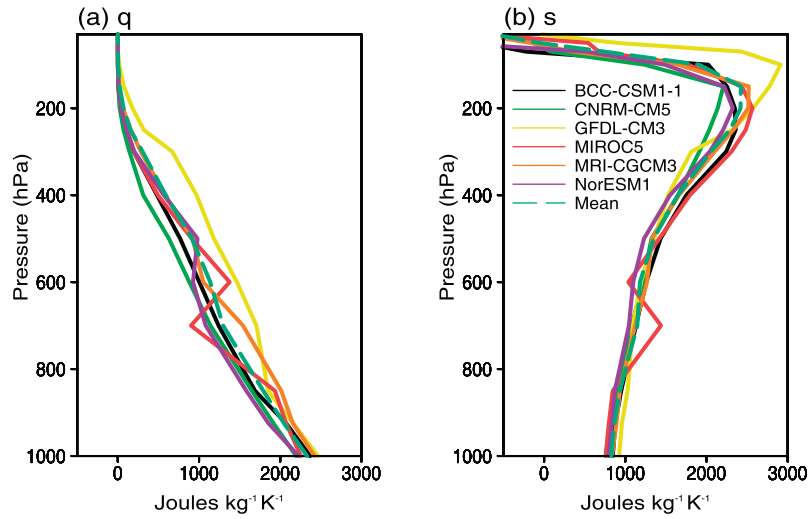 (a) q
(b) s
200
400
600
800
1000
Pressure (hPa)
0
1000
2000
3000
Joules kg⁻¹ K⁻¹
BCC-CSM1-1
CNRM-CM5
GFDL-CM3
MIROC5
MRI-CGCM3
NorESM1
Mean
200
400
600
800
1000
Pressure (hPa)
0
1000
2000
3000
Joules kg⁻¹ K⁻¹